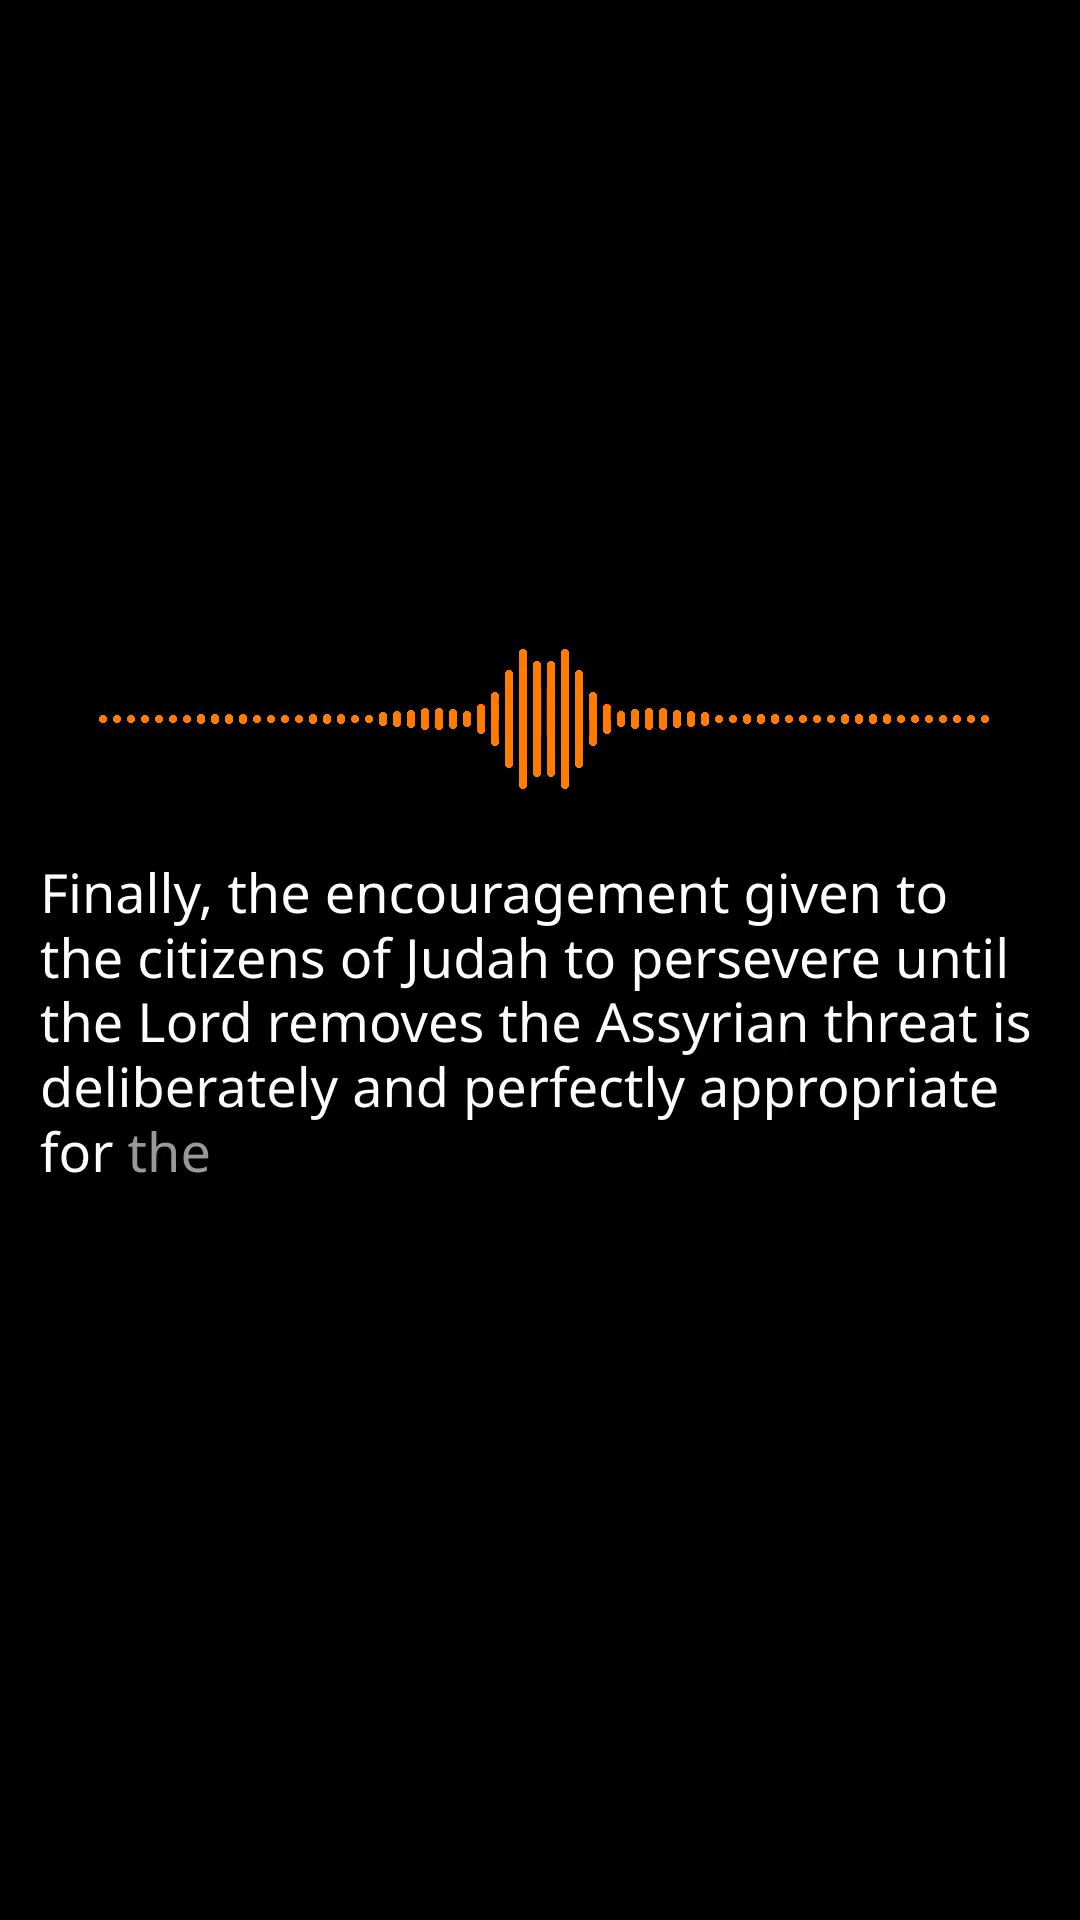 Finally, the encouragement given to
the citizens of Judah to persevere until
the Lord removes the Assyrian threat is
deliberately and perfectly appropriate
for the